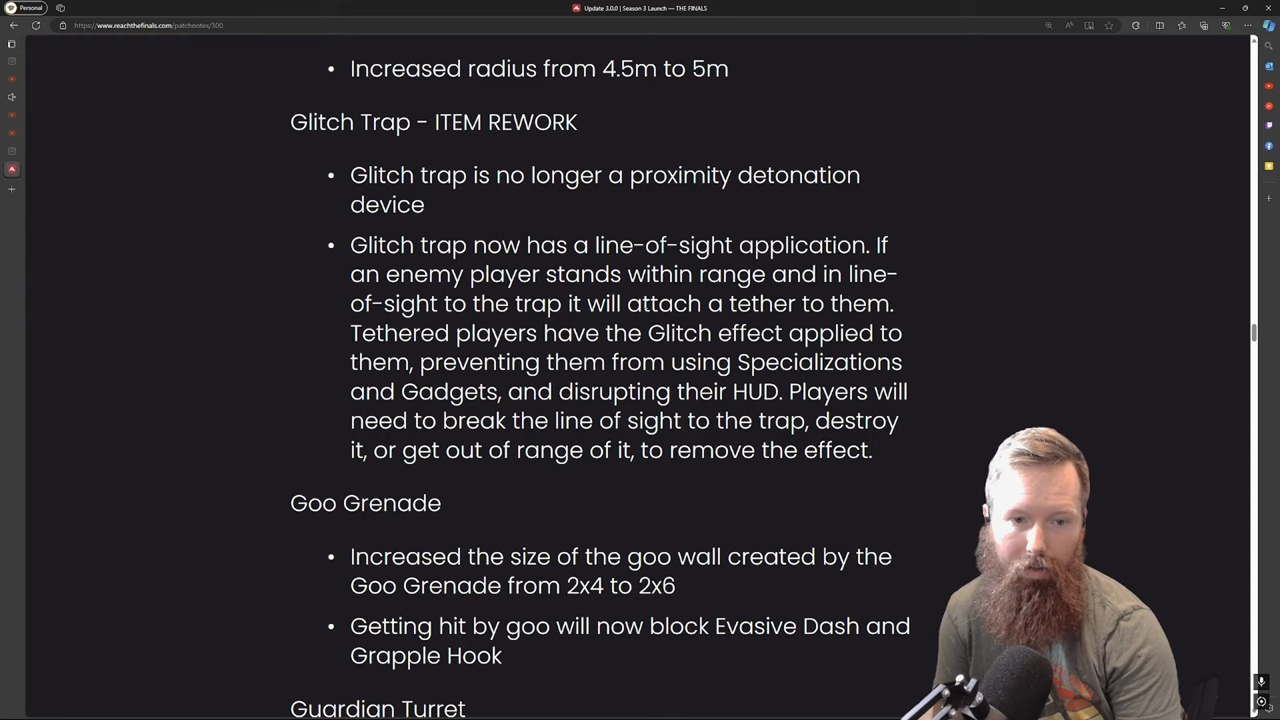 Personal
Update 3.0.0 | Season 3 Launch — THE FINALS
https://www.reachthefinals.com/patchnotes/300
• Increased radius from 4.5m to 5m
Glitch Trap - ITEM REWORK
• Glitch trap is no longer a proximity detonation
device
• Glitch trap now has a line-of-sight application. If
an enemy player stands within range and in line-
of-sight to the trap it will attach a tether to them.
Tethered players have the Glitch effect applied to
them, preventing them from using Specializations
and Gadgets, and disrupting their HUD. Players will
need to break the line of sight to the trap, destroy
it, or get out of range of it, to remove the effect.
Goo Grenade
• Increased the size of the goo wall created by the
Goo Grenade from 2x4 to 2x6
• Getting hit by goo will now block Evasive Dash and
Grapple Hook
Guardian Turret